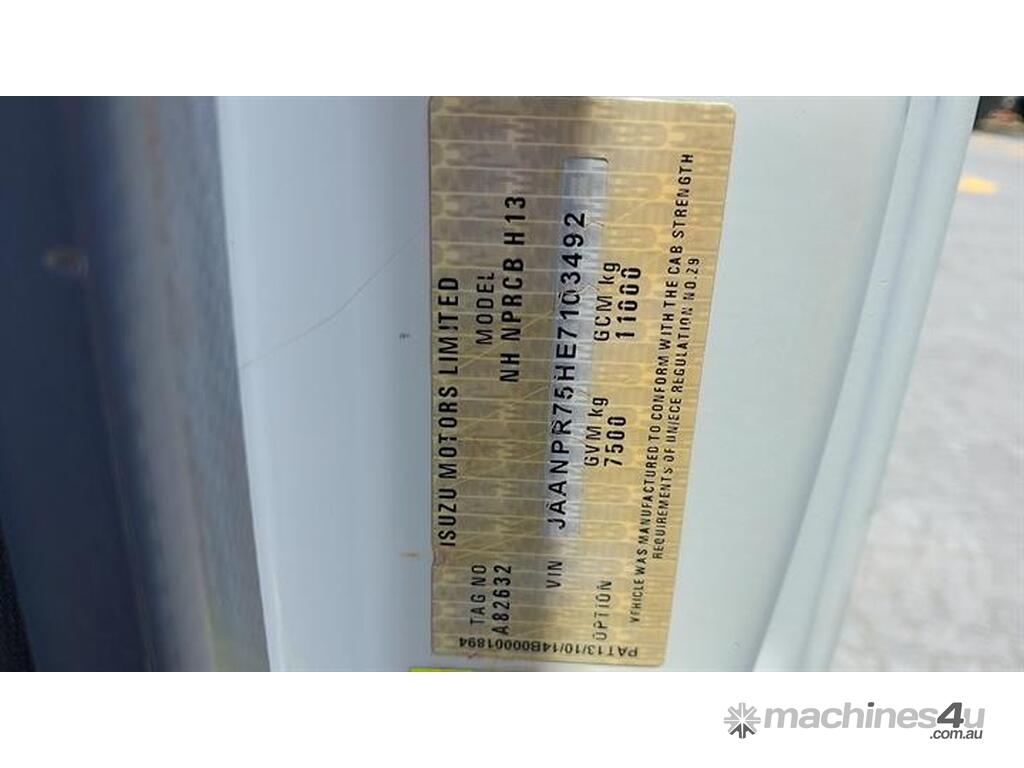 ISUZU MOTORS LIMITED
TAG NO
A82632
MODEL
NH NPRCB H 13
VIN JAANPR75HE7103492
OPTION
GVM kg
7500
GCM kg
11000
VEHICLE WAS MANUFACTURED TO CONFORM WITH THE CAB STRENGTH
REQUIREMENTS OF UN/ECE REGULATION NO.29
PAT13/10/14B00001894
machines4u
.com.au